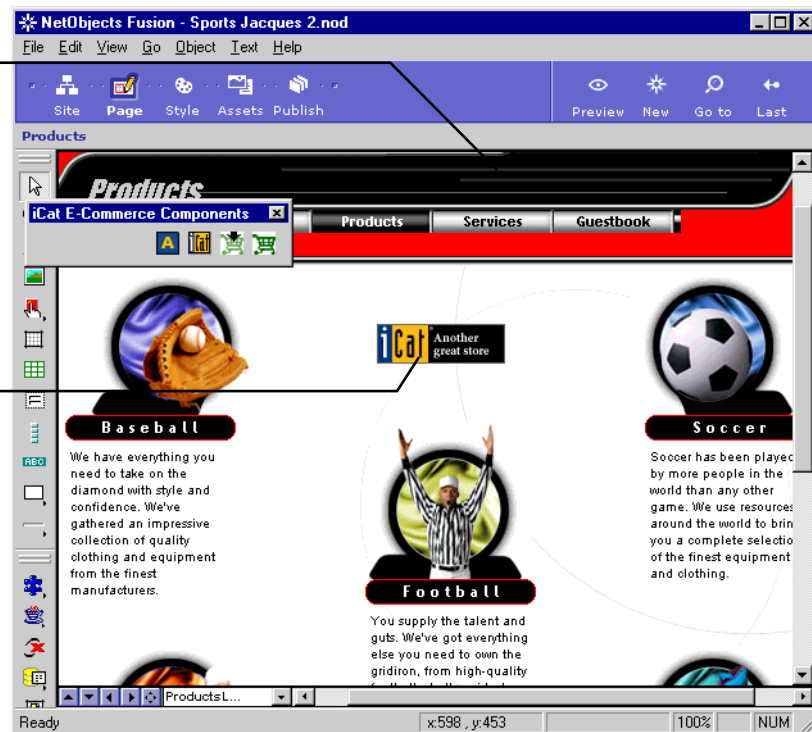 NetObjects Fusion - Sports Jacques 2.nod
File Edit View Go Object Text Help
Site Page Style Assets Publish Preview New Go to Last
Products
Products
iCat E-Commerce Components
Products Services Guestbook
A iCat
iCat Another
great store
Baseball
We have everything you
need to take on the
diamond with style and
confidence. We've
gathered an impressive
collection of quality
clothing and equipment
from the finest
manufacturers.
Football
You supply the talent and
guts. We've got everything
else you need to own the
gridiron, from high-quality
Soccer
Soccer has been played
by more people in the
world than any other
game. We use resources
around the world to brin
you a complete selectio
of the finest equipment
and clothing.
ABC
ProductsL...
Ready x:598 , y:453 100% NUM